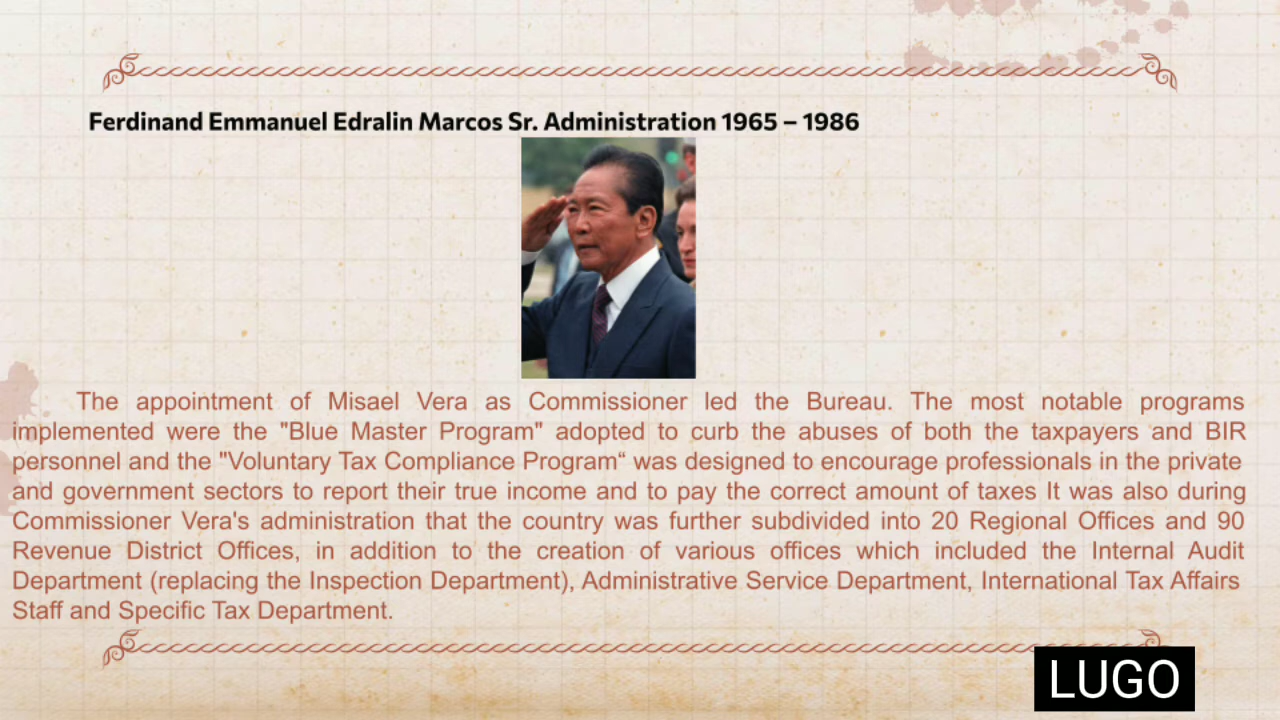 Ferdinand Emmanuel Edralin Marcos Sr. Administration 1965 – 1986
The appointment of Misael Vera as Commissioner led the Bureau. The most notable programs
implemented were the "Blue Master Program" adopted to curb the abuses of both the taxpayers and BIR
personnel and the "Voluntary Tax Compliance Program“ was designed to encourage professionals in the private
and government sectors to report their true income and to pay the correct amount of taxes It was also during
Commissioner Vera's administration that the country was further subdivided into 20 Regional Offices and 90
Revenue District Offices, in addition to the creation of various offices which included the Internal Audit
Department (replacing the Inspection Department), Administrative Service Department, International Tax Affairs
Staff and Specific Tax Department.
LUGO